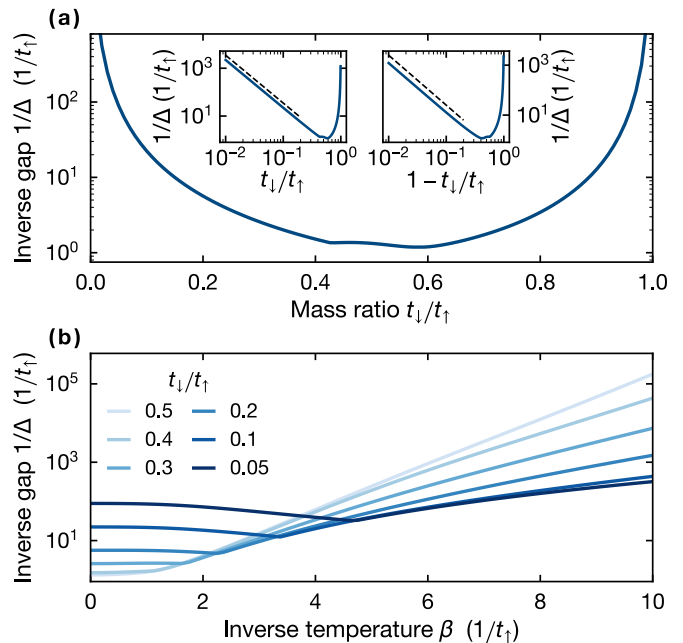 (a)
Inverse gap 1/Δ (1/t↑)
10²
10¹
10⁰
0.0 0.2 0.4 0.6 0.8 1.0
Mass ratio t↓/t↑
1/Δ (1/t↑)
10³
10¹
10⁻² 10⁻¹ 10⁰
t↓/t↑
10⁻² 10⁻¹ 10⁰
1 − t↓/t↑
10³
10¹
1/Δ (1/t↑)
(b)
Inverse gap 1/Δ (1/t↑)
10⁵
10³
10¹
t↓/t↑
0.5 0.2
0.4 0.1
0.3 0.05
0 2 4 6 8 10
Inverse temperature β (1/t↑)